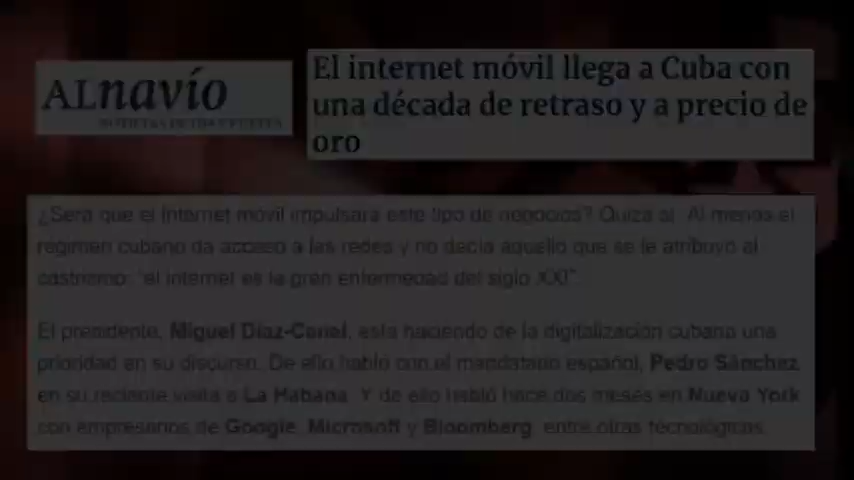 ALnavío
NOTICIAS DE IDA Y VUELTA
El internet móvil llega a Cuba con
una década de retraso y a precio de
oro
¿Será que el Internet móvil impulsará este tipo de negocios? Quizá sí. Al menos el
régimen cubano da acceso a las redes y no decía aquello que se le atribuyó al
castrismo: "el internet es la gran enfermedad del siglo XXI".
El presidente, Miguel Díaz-Canel, está haciendo de la digitalización cubana una
prioridad en su discurso. De ello habló con el mandatario español, Pedro Sánchez,
en su reciente visita a La Habana. Y de ello habló hace dos meses en Nueva York
con empresarios de Google, Microsoft y Bloomberg, entre otras tecnológicas.